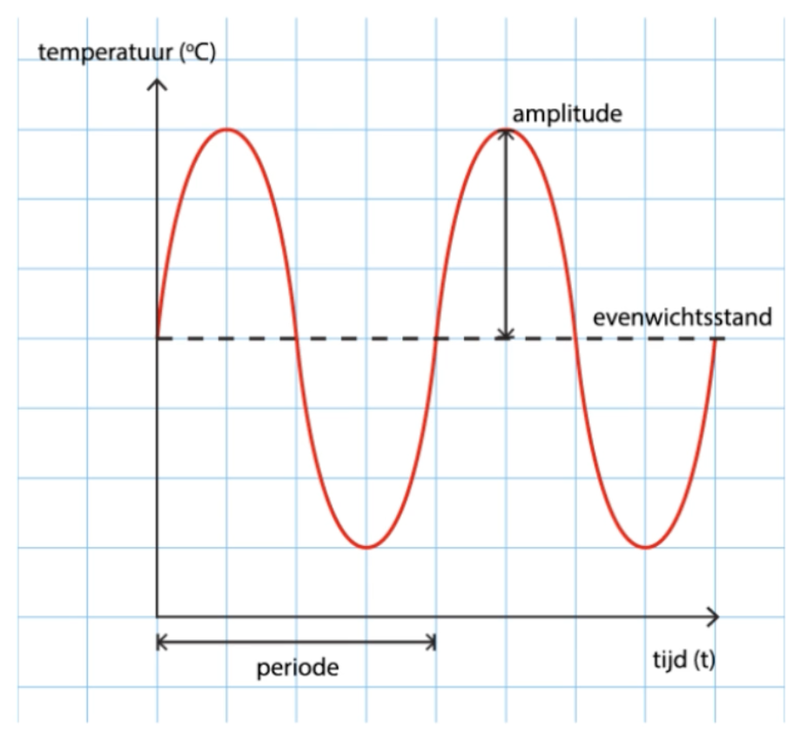 temperatuur (°C)
amplitude
evenwichtsstand
periode
tijd (t)